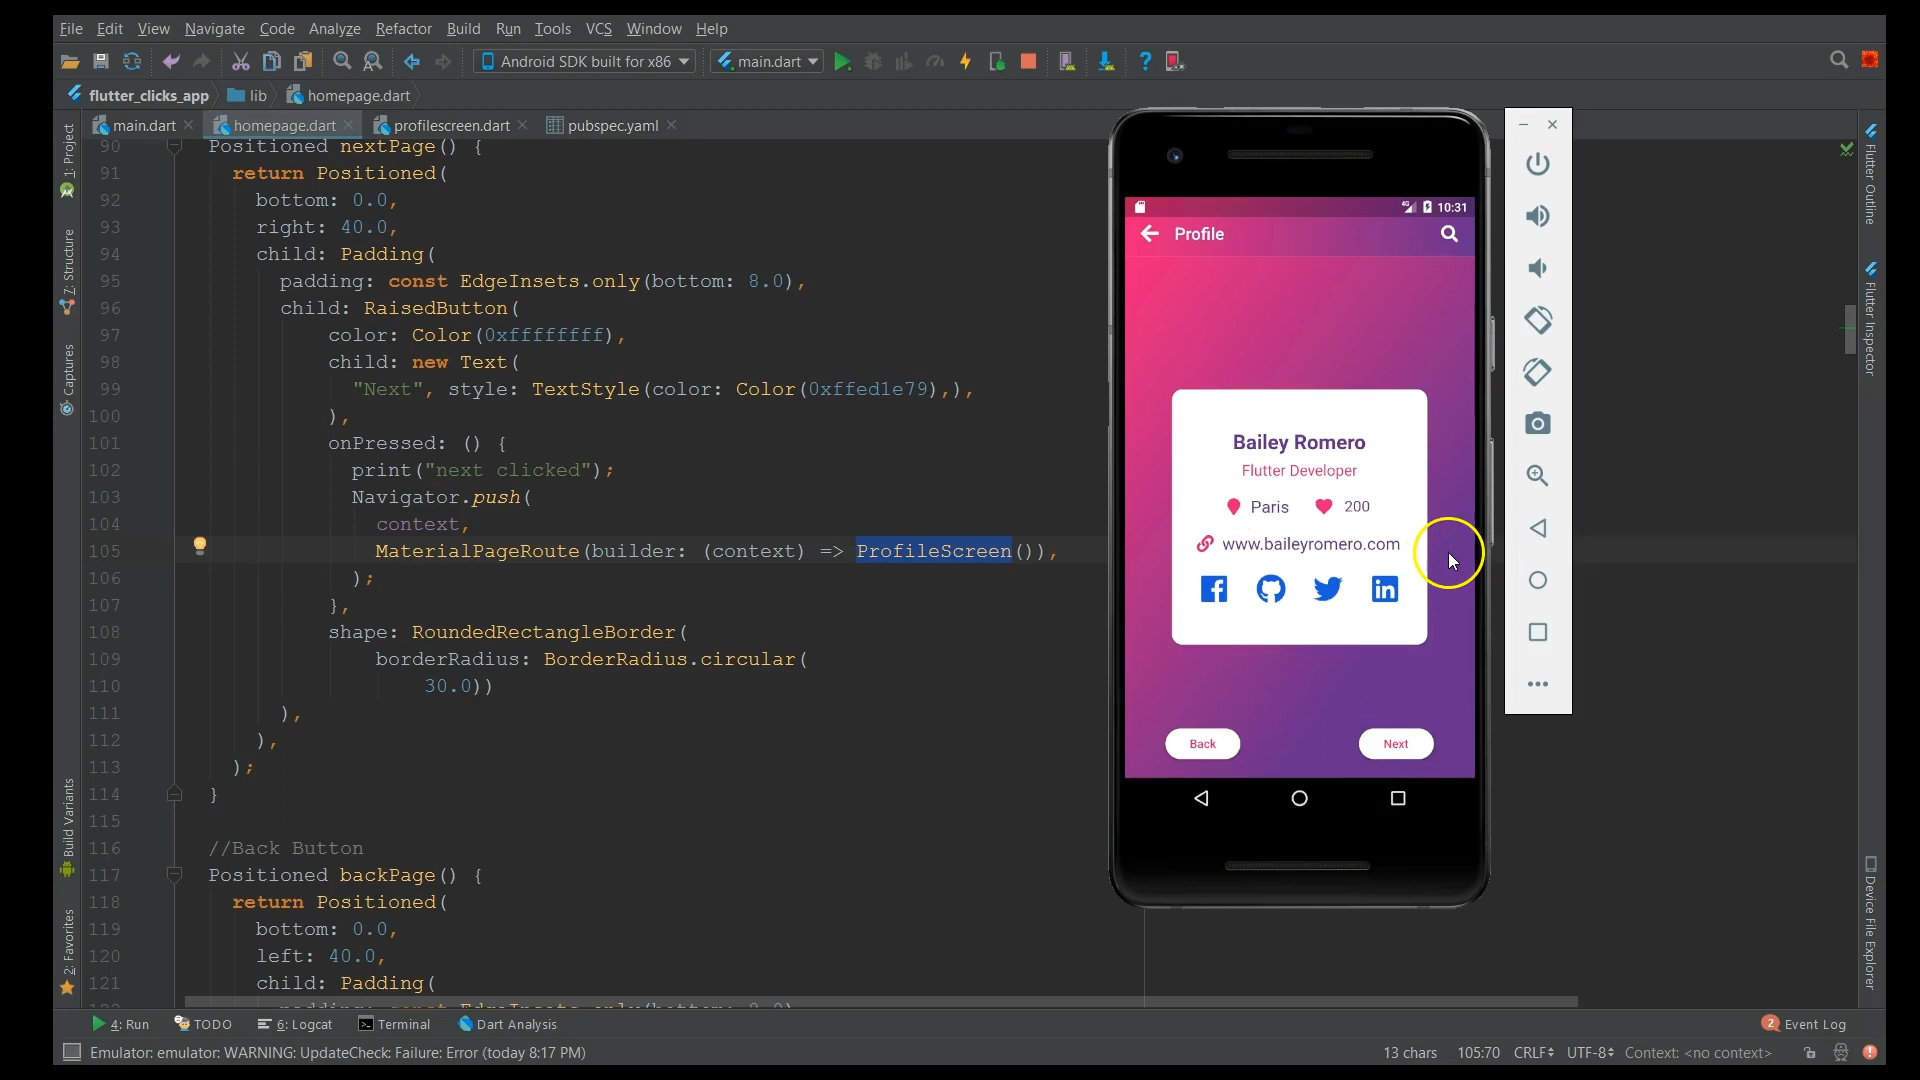 File Edit View Navigate Code Analyze Refactor Build Run Tools VCS Window Help
Android SDK built for x86 main.dart
flutter_clicks_app lib homepage.dart
main.dart homepage.dart profilescreen.dart pubspec.yaml
90 Positioned nextPage() {
91 return Positioned(
92 bottom: 0.0,
93 right: 40.0,
94 child: Padding(
95 padding: const EdgeInsets.only(bottom: 8.0),
96 child: RaisedButton(
97 color: Color(0xffffffff),
98 child: new Text(
99 "Next", style: TextStyle(color: Color(0xffed1e79),),
100 ),
101 onPressed: () {
102 print("next clicked");
103 Navigator.push(
104 context,
105 MaterialPageRoute(builder: (context) => ProfileScreen()),
106 );
107 },
108 shape: RoundedRectangleBorder(
109 borderRadius: BorderRadius.circular(
110 30.0))
111 ),
112 ),
113 );
114 }
115
116 //Back Button
117 Positioned backPage() {
118 return Positioned(
119 bottom: 0.0,
120 left: 40.0,
121 child: Padding(
1: Project
7: Structure
Captures
Build Variants
2: Favorites
4G 10:31
Profile
Bailey Romero
Flutter Developer
Paris 200
www.baileyromero.com
Back Next
Flutter Outline
Flutter Inspector
Device File Explorer
4: Run TODO 6: Logcat Terminal Dart Analysis 2 Event Log
Emulator: emulator: WARNING: UpdateCheck: Failure: Error (today 8:17 PM) 13 chars 105:70 CRLF UTF-8 Context: <no context>